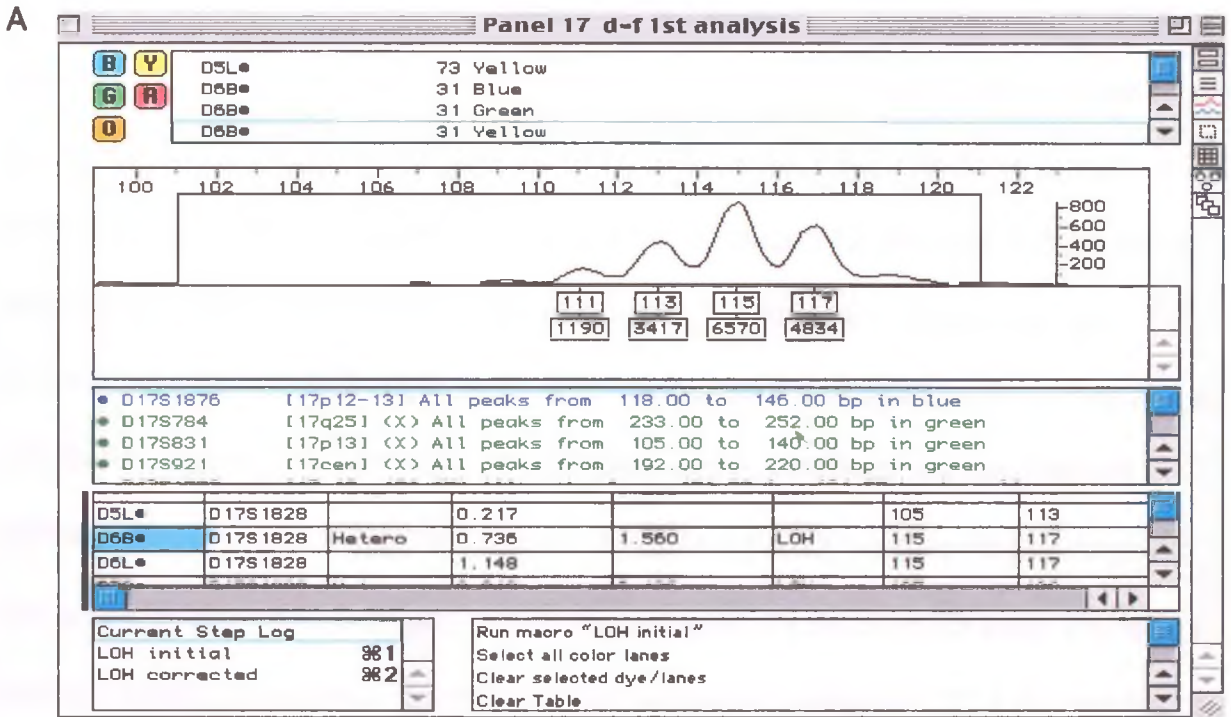 A
Panel 17 d-f 1st analysis
B Y
G R
O
D5L● 73 Yellow
D6B● 31 Blue
D6B● 31 Green
D6B● 31 Yellow
100 102 104 106 108 110 112 114 116 118 120 122
800
600
400
200
111 113 115 117
1190 3417 6570 4834
● D17S1876 [17p12-13] All peaks from 118.00 to 146.00 bp in blue
● D17S784 [17q25] (X) All peaks from 233.00 to 252.00 bp in green
● D17S831 [17p13] (X) All peaks from 105.00 to 140.00 bp in green
● D17S921 [17cen] (X) All peaks from 192.00 to 220.00 bp in green
D5L● D17S1828 0.217 105 113
D6B● D17S1828 Hetero 0.736 1.560 LOH 115 117
D6L● D17S1828 1.148 115 117
Current Step Log
LOH initial ⌘1
LOH corrected ⌘2
Run macro "LOH initial"
Select all color lanes
Clear selected dye/lanes
Clear Table